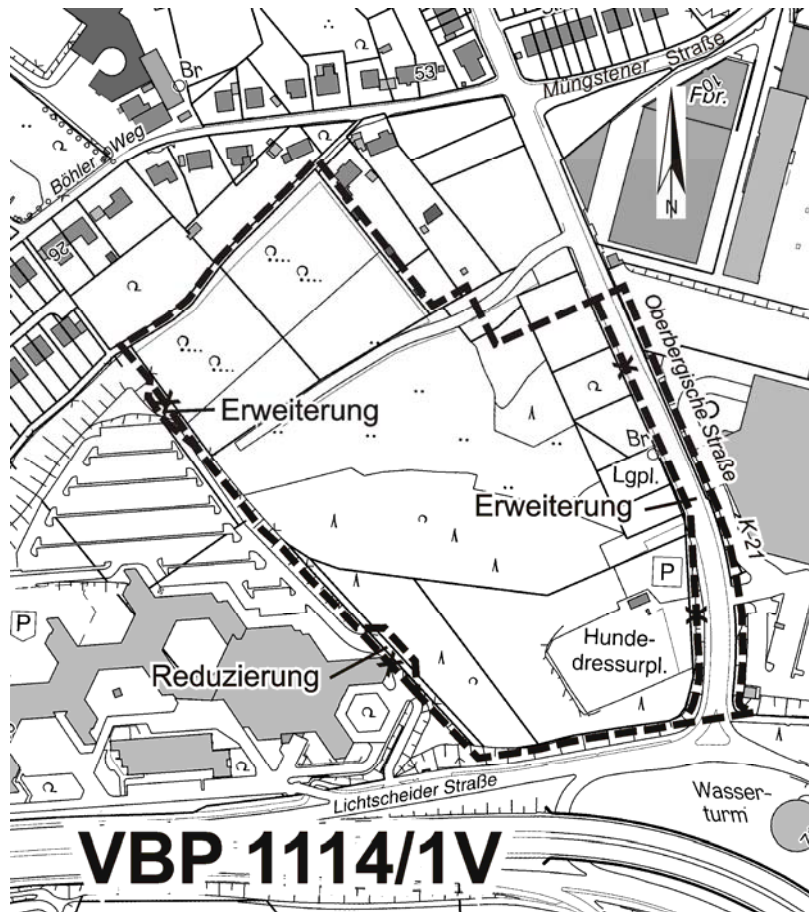 Br
53
Müngstener Straße
10
Fbr.
Böhler Weg
N
26
Oberbergische Straße
Erweiterung
Br
Lgpl.
Erweiterung
K 21
P
P
Hunde-
dressurpl.
Reduzierung
Lichtscheider Straße
Wasser-
turm
VBP 1114/1V